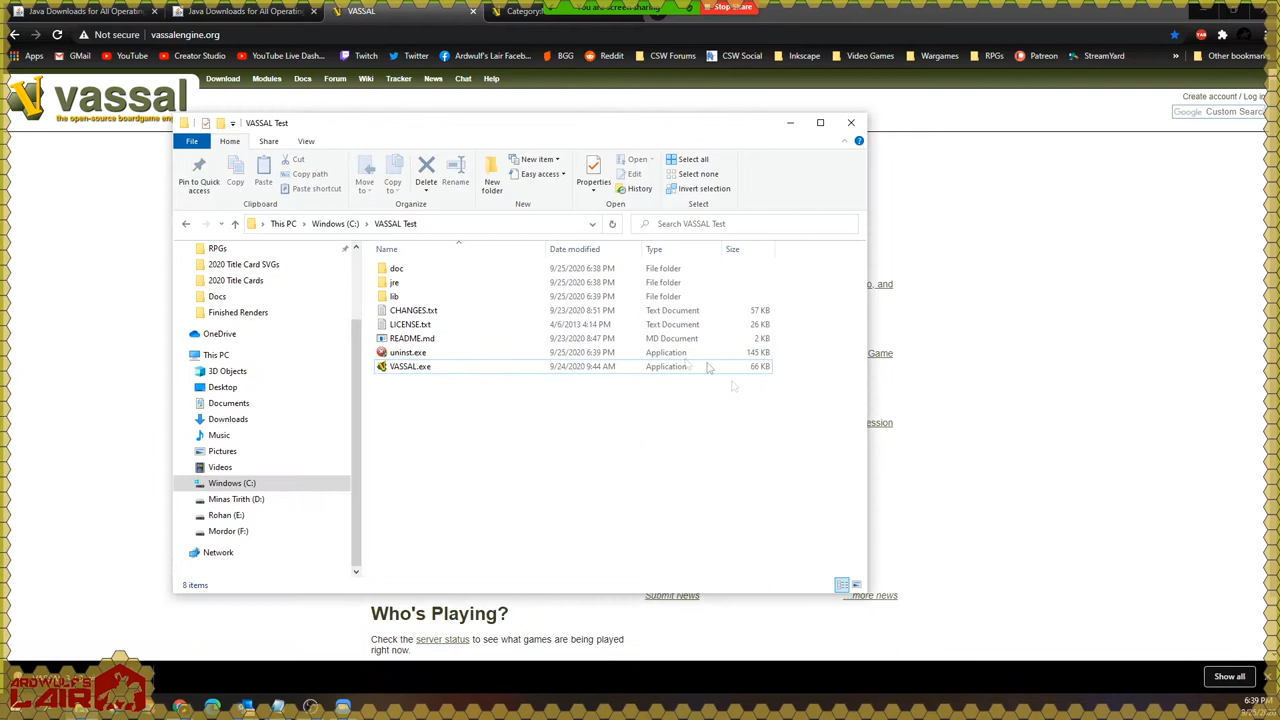 Java Downloads for All Operating
Java Downloads for All Operating
VASSAL
Category:
You are screen sharing
Stop Share
Not secure | vassalengine.org
Apps
GMail
YouTube
Creator Studio
YouTube Live Dash...
Twitch
Twitter
Ardwulf's Lair Faceb...
BGG
Reddit
CSW Forums
CSW Social
Inkscape
Video Games
Wargames
RPGs
Patreon
StreamYard
»
Other bookmarks
Download Modules Docs Forum Wiki Tracker News Chat Help
vassal
the open-source boardgame en
Create account / Log in
Google Custom Search
VASSAL Test
File Home Share View
Pin to Quick access
Copy
Paste
Cut
Copy path
Paste shortcut
Clipboard
Move to
Copy to
Delete
Rename
Organize
New folder
New item
Easy access
New
Properties
Open
Edit
History
Open
Select all
Select none
Invert selection
Select
This PC > Windows (C:) > VASSAL Test
Search VASSAL Test
Name Date modified Type Size
RPGs
2020 Title Card SVGs
2020 Title Cards
Docs
Finished Renders
OneDrive
This PC
3D Objects
Desktop
Documents
Downloads
Music
Pictures
Videos
Windows (C:)
Minas Tirith (D:)
Rohan (E:)
Mordor (F:)
Network
doc 9/25/2020 6:38 PM File folder
jre 9/25/2020 6:38 PM File folder
lib 9/25/2020 6:39 PM File folder
CHANGES.txt 9/23/2020 8:51 PM Text Document 57 KB
LICENSE.txt 4/6/2013 4:14 PM Text Document 26 KB
README.md 9/23/2020 8:47 PM MD Document 2 KB
uninst.exe 9/25/2020 6:39 PM Application 145 KB
VASSAL.exe 9/24/2020 9:44 AM Application 66 KB
8 items
o, and
Game
ession
Submit News
...more news
Who's Playing?
Check the server status to see what games are being played
right now.
Show all
ARDWULF'S
LAIR
6:39 PM
9/25/2020